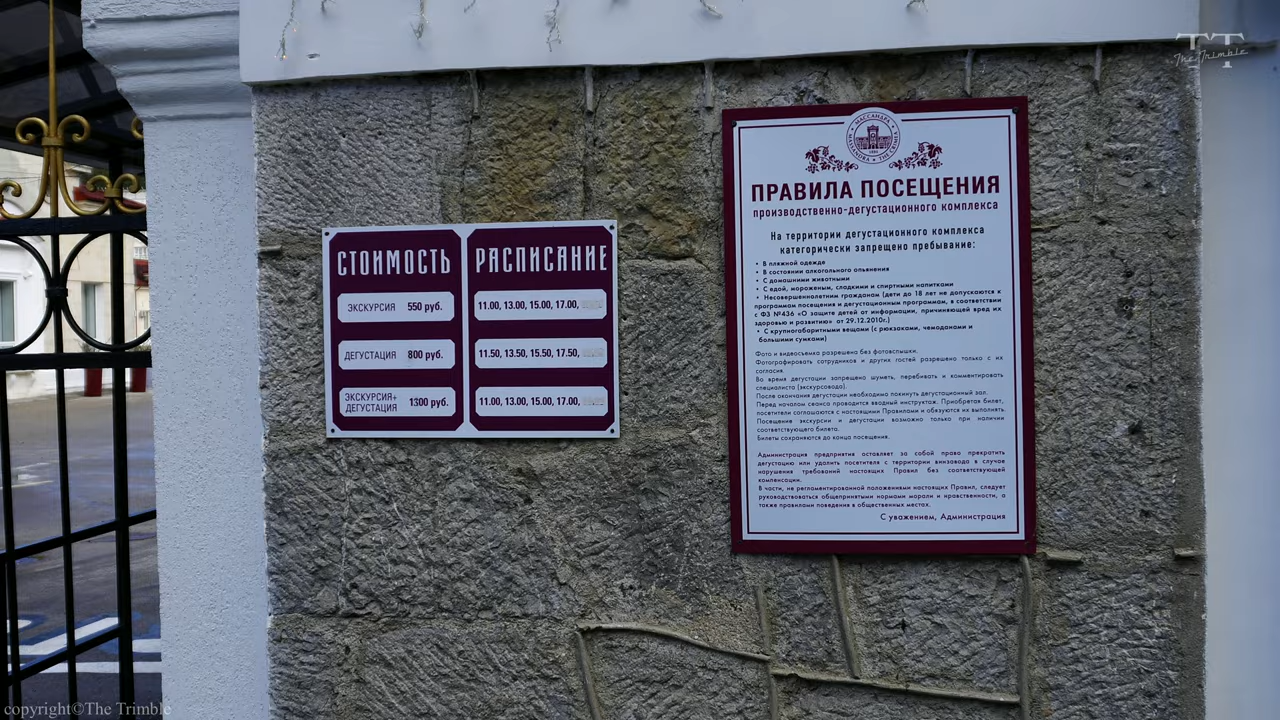 TT
The Trimble
СТОИМОСТЬ
ЭКСКУРСИЯ 550 руб.
ДЕГУСТАЦИЯ 800 руб.
ЭКСКУРСИЯ+
ДЕГУСТАЦИЯ 1300 руб.
РАСПИСАНИЕ
11.00, 13.00, 15.00, 17.00,
11.50, 13.50, 15.50, 17.50,
11.00, 13.00, 15.00, 17.00,
МАССАНДРА
MASSANDRA
ПРАВИЛА ПОСЕЩЕНИЯ
производственно-дегустационного комплекса
На территории дегустационного комплекса
категорически запрещено пребывание:
• В пляжной одежде
• В состоянии алкогольного опьянения
• С домашними животными
• С едой, мороженым, сладкими и спиртными напитками
• Несовершеннолетним гражданам (дети до 18 лет не допускаются к
программам посещения и дегустационным программам, в соответствии
с ФЗ №436 «О защите детей от информации, причиняющей вред их
здоровью и развитию» от 29.12.2010г.)
• С крупногабаритными вещами (с рюкзаками, чемоданами и
большими сумками)
Фото и видеосъемка разрешена без фотовспышки.
Фотографировать сотрудников и других гостей разрешено только с их
согласия.
Во время дегустации запрещено шуметь, перебивать и комментировать
специалиста (экскурсовода).
После окончания дегустации необходимо покинуть дегустационный зал.
Перед началом сеанса проводится вводный инструктаж. Приобретая билет,
посетители соглашаются с настоящими Правилами и обязуются их выполнять.
Посещение экскурсии и дегустации возможно только при наличии
соответствующего билета.
Билеты сохраняются до конца посещения.
Администрация предприятия оставляет за собой право прекратить
дегустацию или удалить посетителя с территории винзавода в случае
нарушения требований настоящих Правил без соответствующей
компенсации.
В части, не регламентированной положениями настоящих Правил, следует
руководствоваться общепринятыми нормами морали и нравственности, а
также правилами поведения в общественных местах.
С уважением, Администрация
copyright©The Trimble